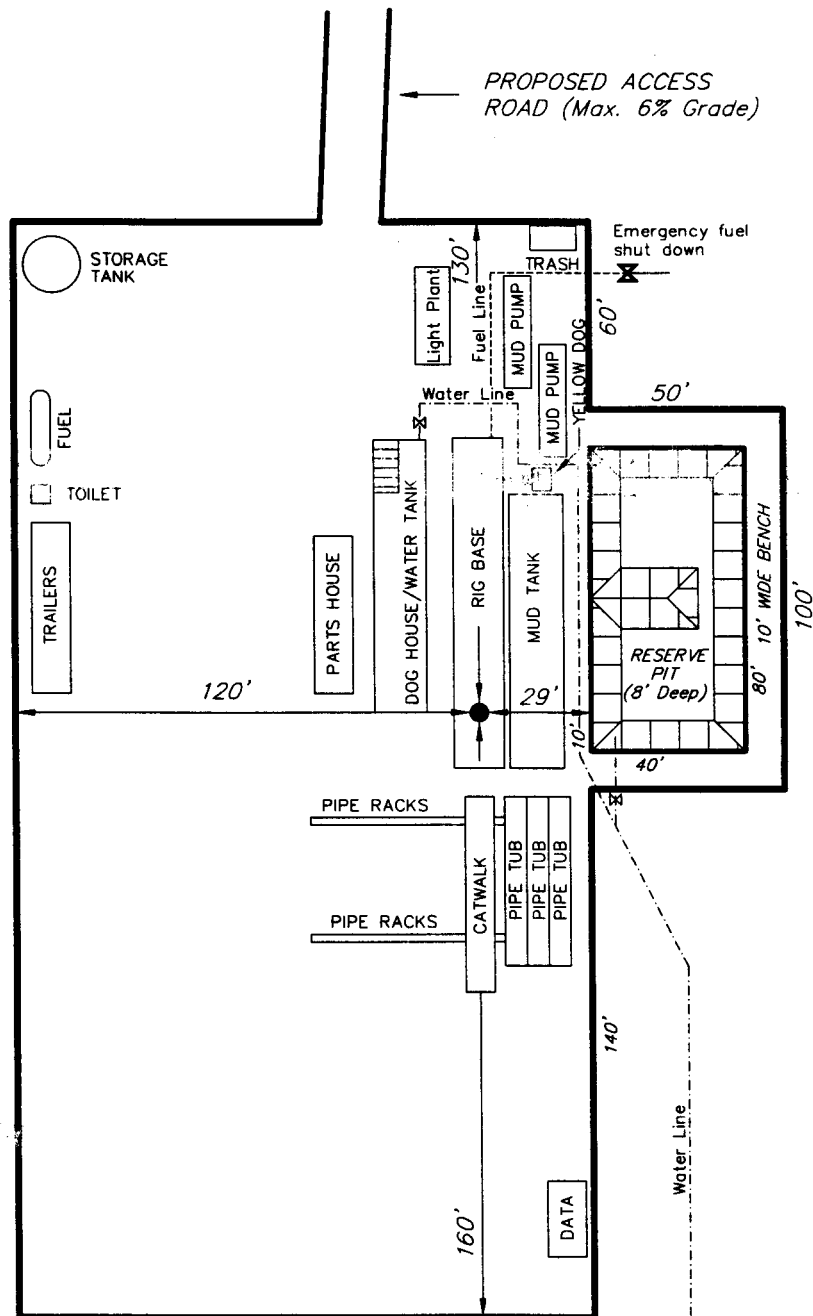 PROPOSED ACCESS
ROAD (Max. 6% Grade)
Emergency fuel
shut down
STORAGE
TANK
TRASH
130'
Light Plant
Fuel Line
MUD PUMP
60'
MUD PUMP
YELLOW DOG
50'
Water Line
FUEL
TOILET
TRAILERS
PARTS HOUSE
DOG HOUSE/WATER TANK
RIG BASE
MUD TANK
RESERVE
PIT
(8' Deep)
80'
10' WIDE BENCH
100'
120'
29'
10'
40'
PIPE RACKS
CATWALK
PIPE TUB
PIPE TUB
PIPE TUB
PIPE RACKS
140'
Water Line
DATA
160'